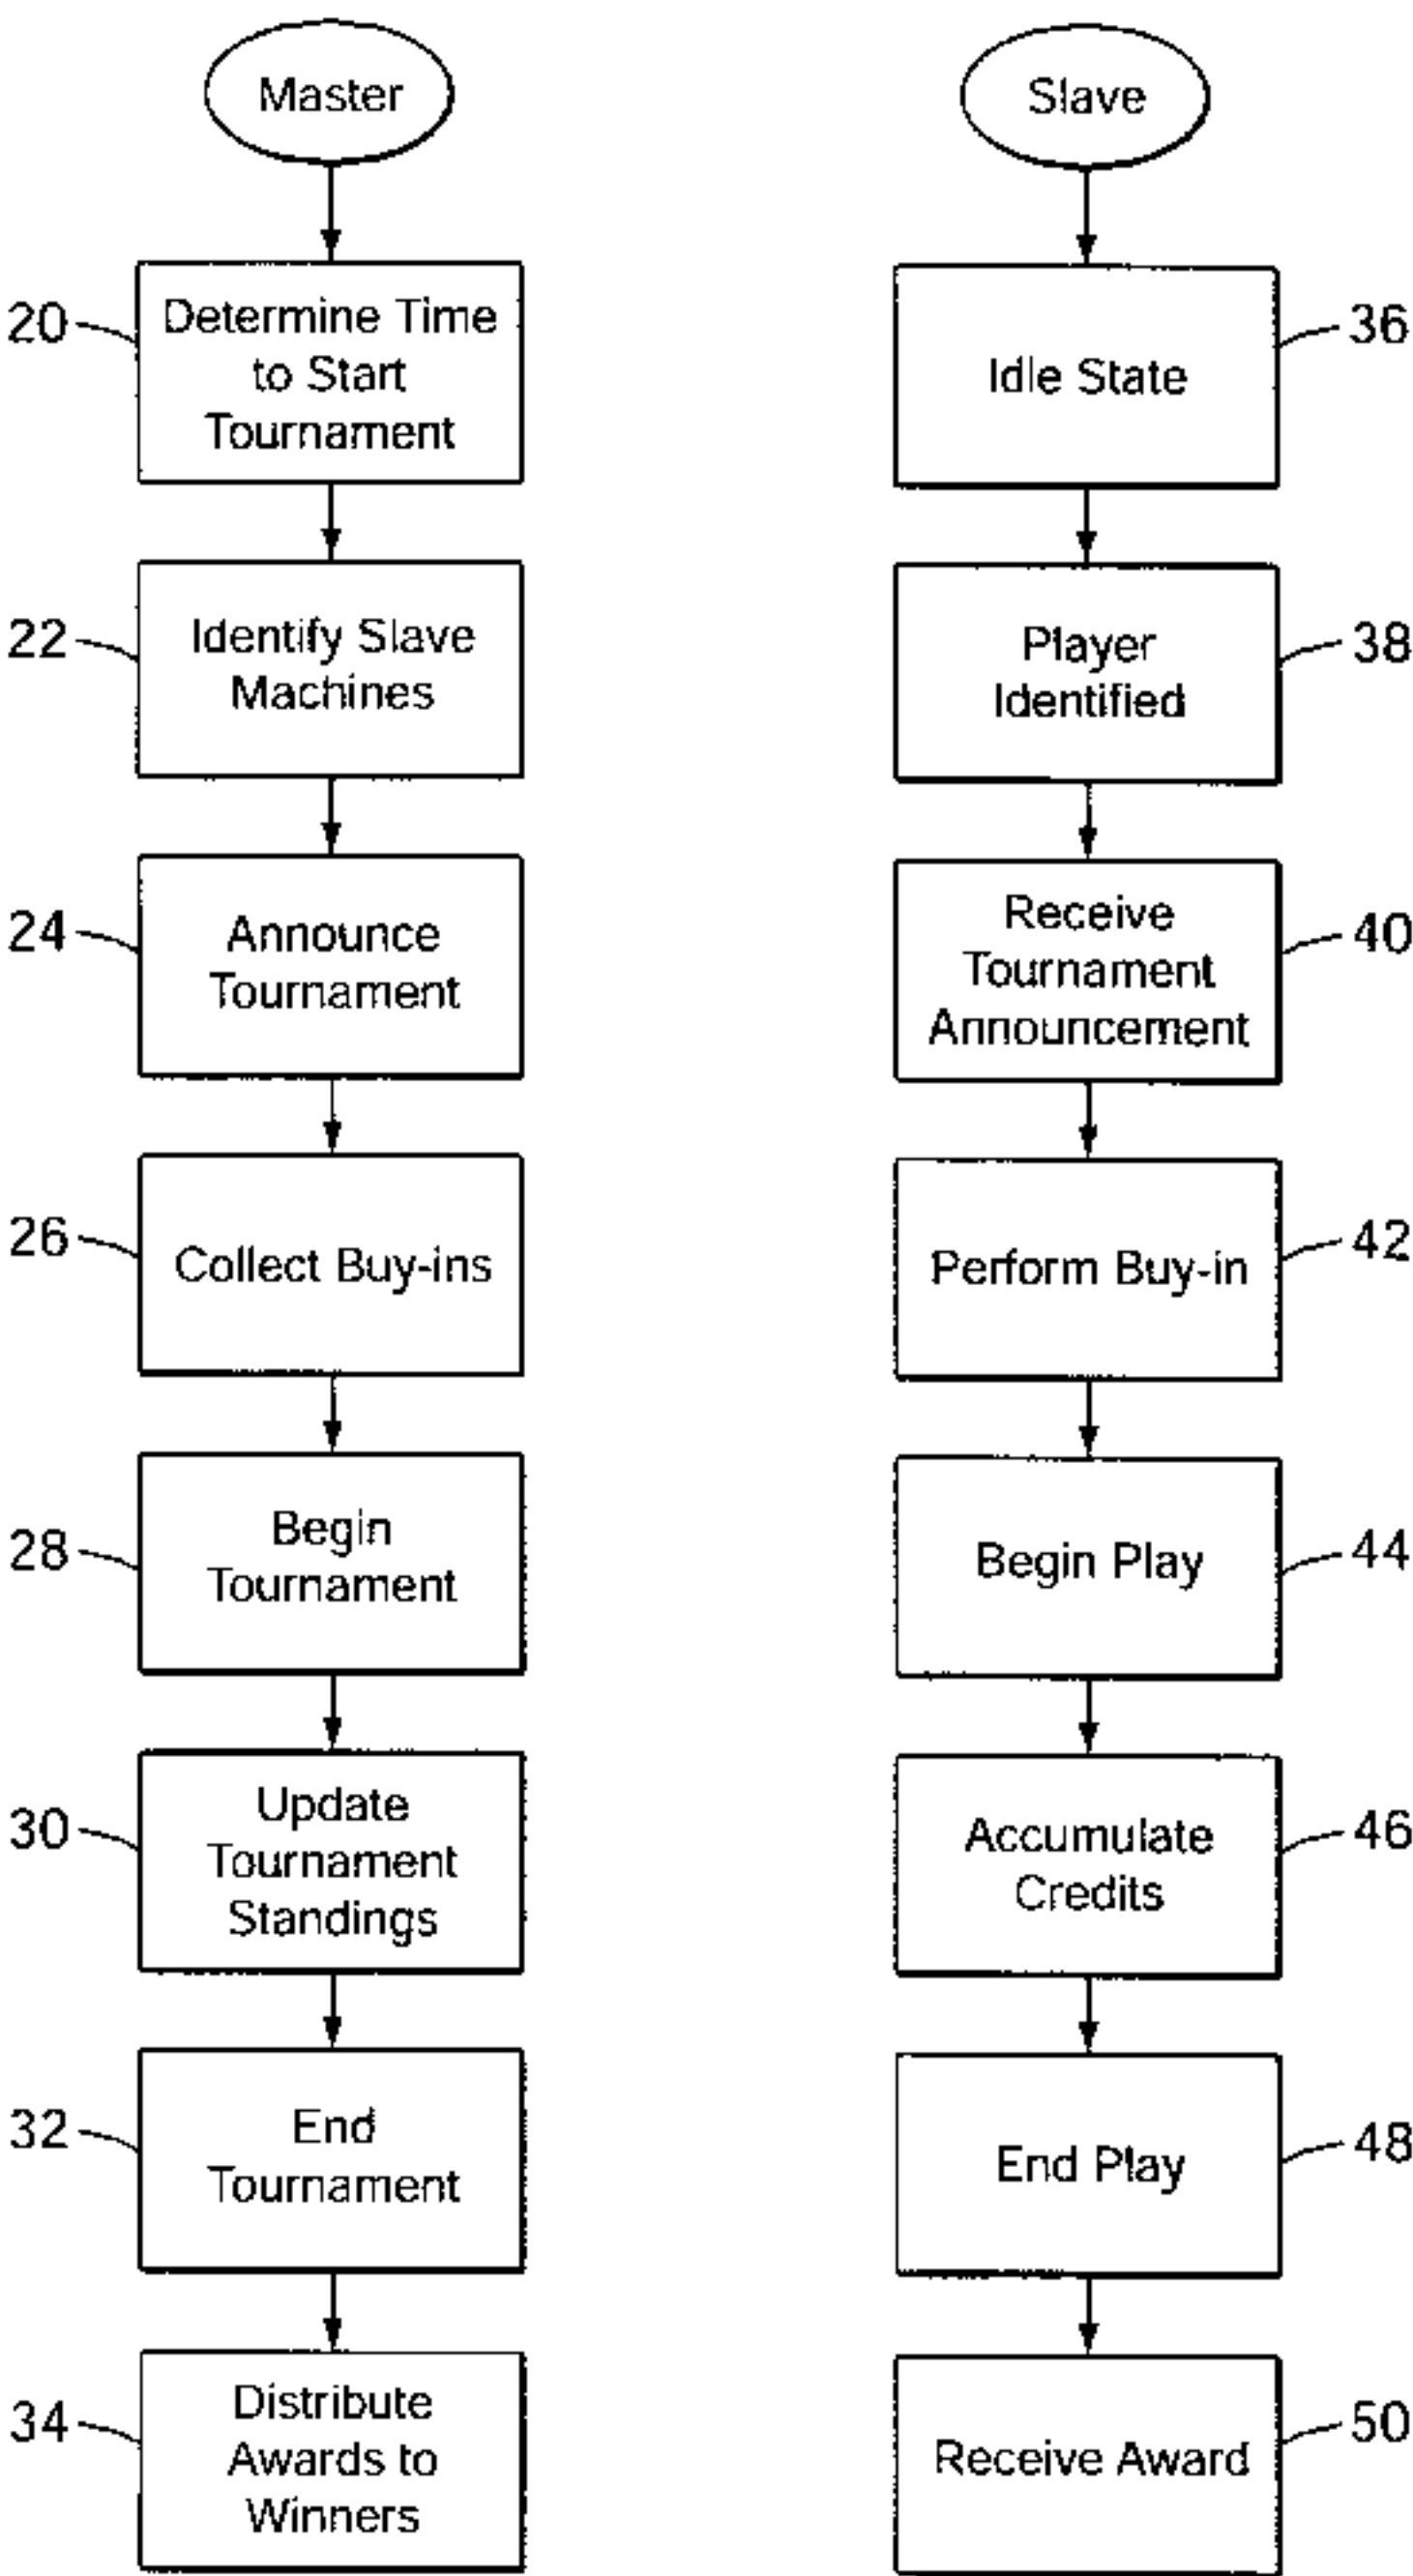 Master
20
Determine Time
to Start
Tournament
22
Identify Slave
Machines
24
Announce
Tournament
26
Collect Buy-ins
28
Begin
Tournament
30
Update
Tournament
Standings
32
End
Tournament
34
Distribute
Awards to
Winners
Slave
36
Idle State
38
Player
Identified
40
Receive
Tournament
Announcement
42
Perform Buy-in
44
Begin Play
46
Accumulate
Credits
48
End Play
50
Receive Award